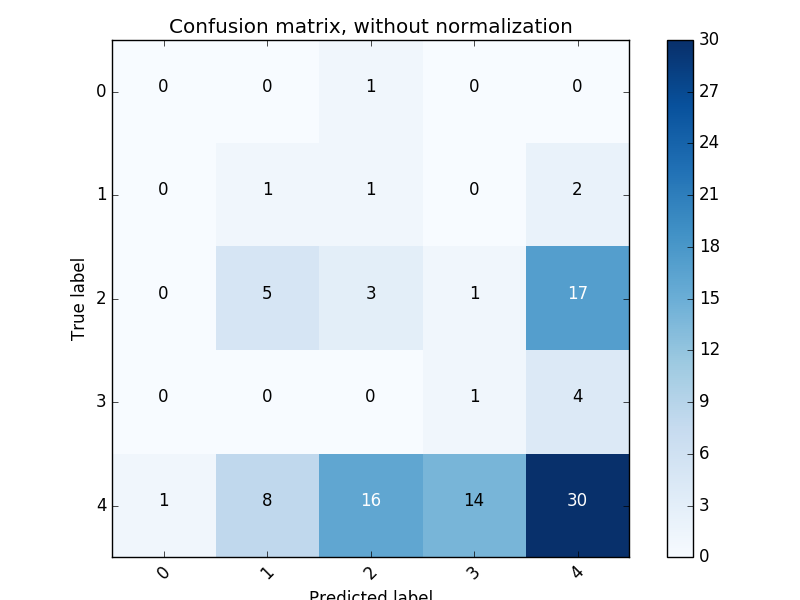 Confusion matrix, without normalization
30
0 0 0 1 0 0
27
24
1 0 1 1 0 2
21
18
True label
2 0 5 3 1 17
15
12
3 0 0 0 1 4
9
6
4 1 8 16 14 30
3
0
0 1 2 3 4
Predicted label